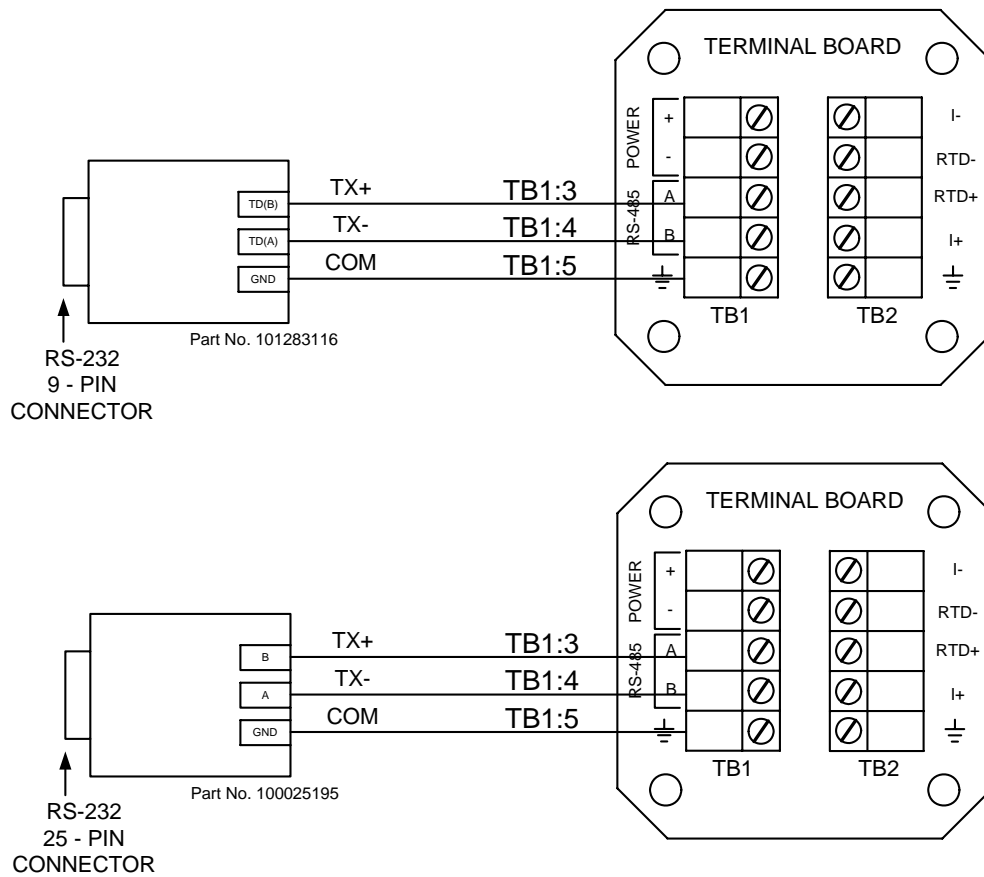 TERMINAL BOARD
POWER
+
-
RS-485
A
B
I-
RTD-
RTD+
I+
TB1
TB2
TD(B)
TX+
TB1:3
TD(A)
TX-
TB1:4
GND
COM
TB1:5
Part No. 101283116
RS-232
9 - PIN
CONNECTOR
TERMINAL BOARD
POWER
+
-
RS-485
A
B
I-
RTD-
RTD+
I+
TB1
TB2
B
TX+
TB1:3
A
TX-
TB1:4
GND
COM
TB1:5
Part No. 100025195
RS-232
25 - PIN
CONNECTOR